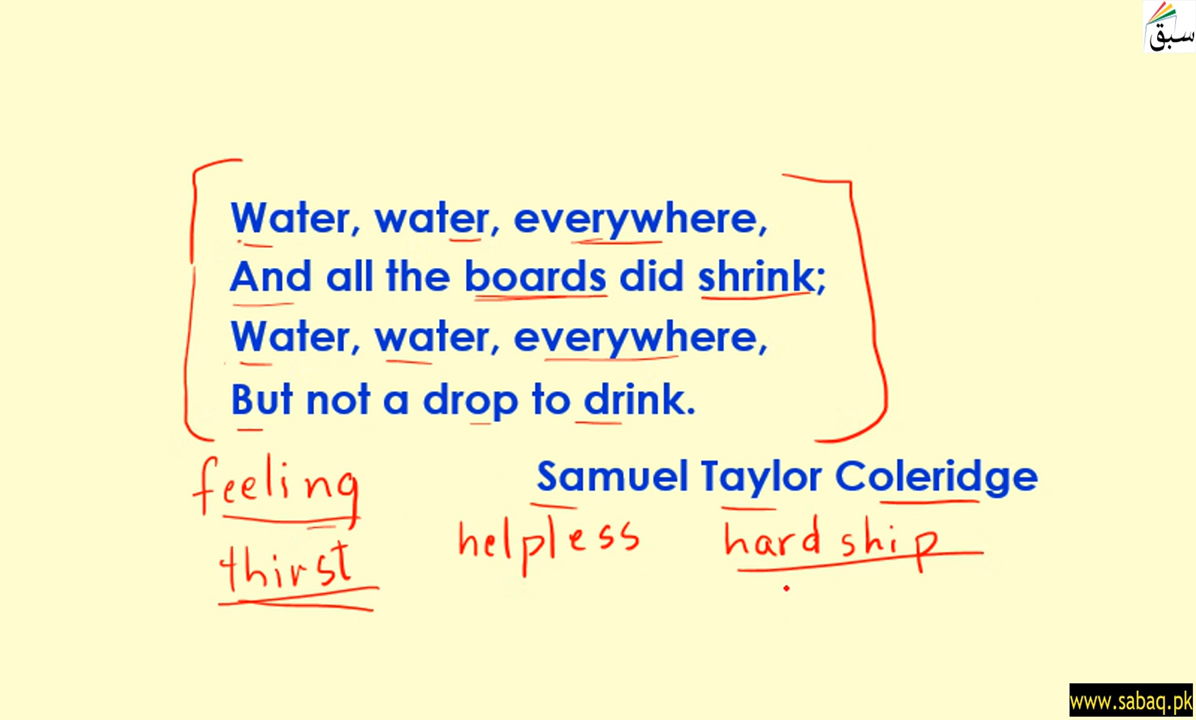 سبق
Water, water, everywhere,
And all the boards did shrink;
Water, water, everywhere,
But not a drop to drink.
Samuel Taylor Coleridge
feeling
helpless
hardship
thirst
www.sabaq.pk